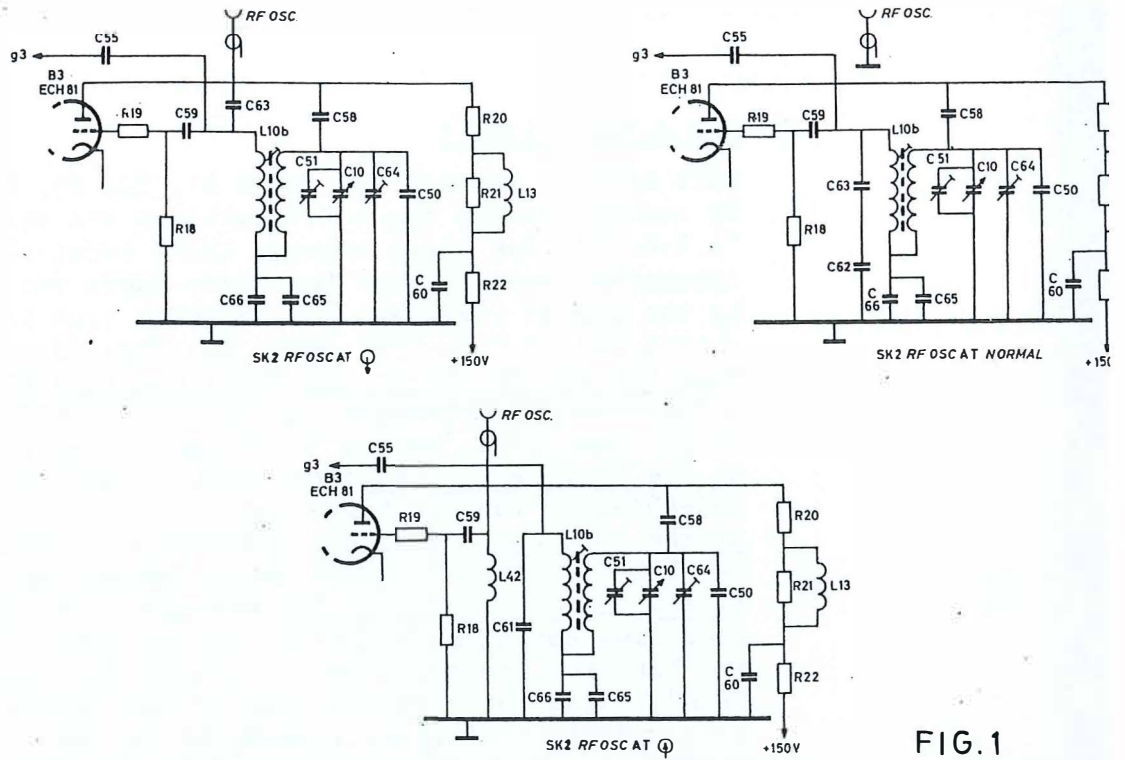 RF OSC.
C55
g3
B3
ECH 81
C63
R19
C59
C58
R20
L10b
C51
C10
C64
C50
R21
L13
R18
C66
C65
C
60
R22
SK2 RF OSC AT
+150V
RF OSC.
C55
g3
B3
ECH 81
C58
R19
C59
L10b
C51
C10
C64
C50
C63
R18
C62
C
66
C65
C
60
SK2 RF OSC AT NORMAL
+150
RF OSC.
C55
g3
B3
ECH 81
R19
C59
C58
R20
L10b
C51
C10
C64
C50
L42
R21
L13
R18
C61
C66
C65
C
60
R22
SK2 RF OSC AT
+150V
FIG.1